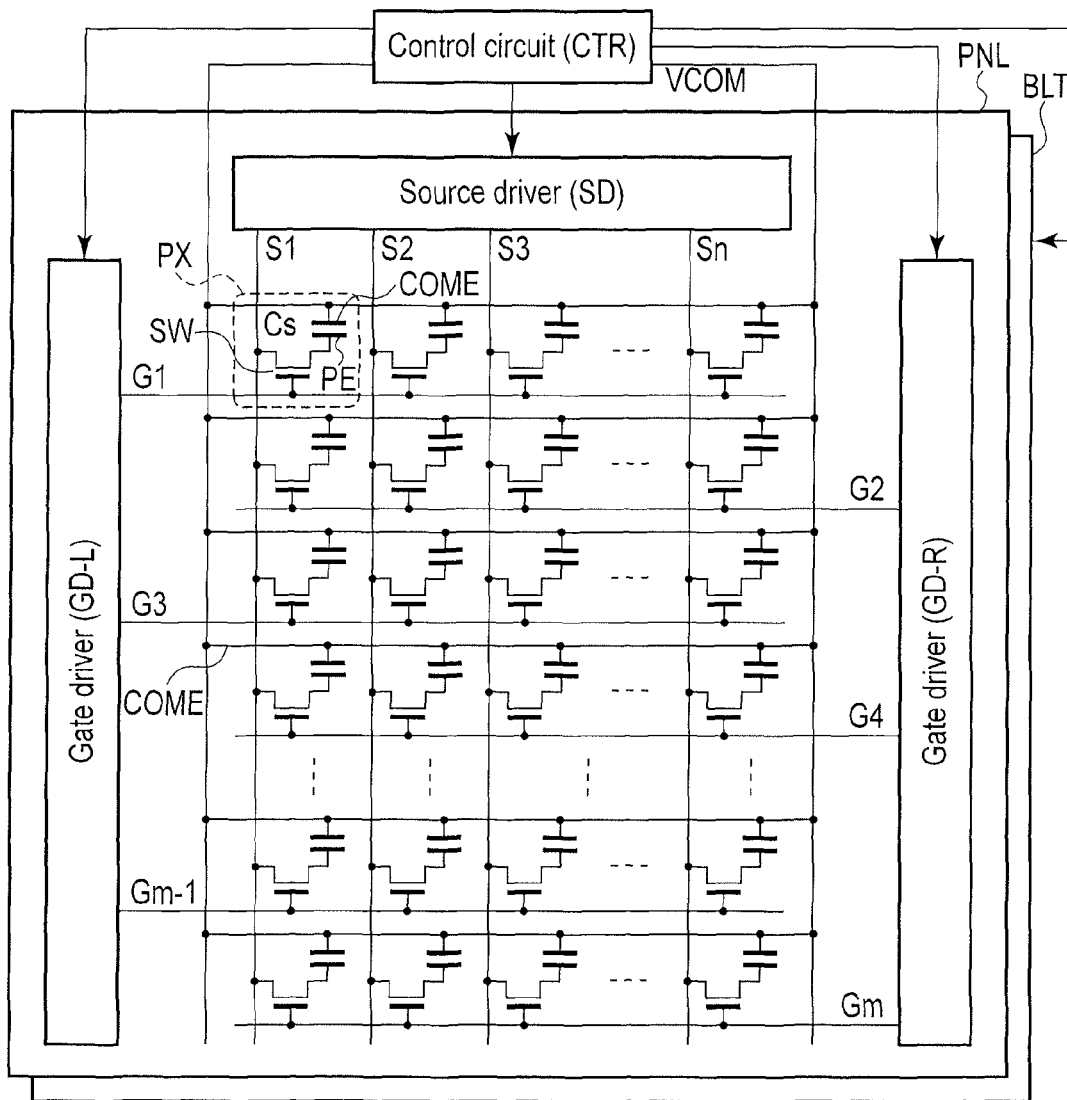 Control circuit (CTR)
VCOM
PNL
BLT
Source driver (SD)
S1
S2
S3
Sn
PX
COME
Cs
SW
PE
G1
G2
G3
COME
G4
Gm-1
Gm
Gate driver (GD-L)
Gate driver (GD-R)